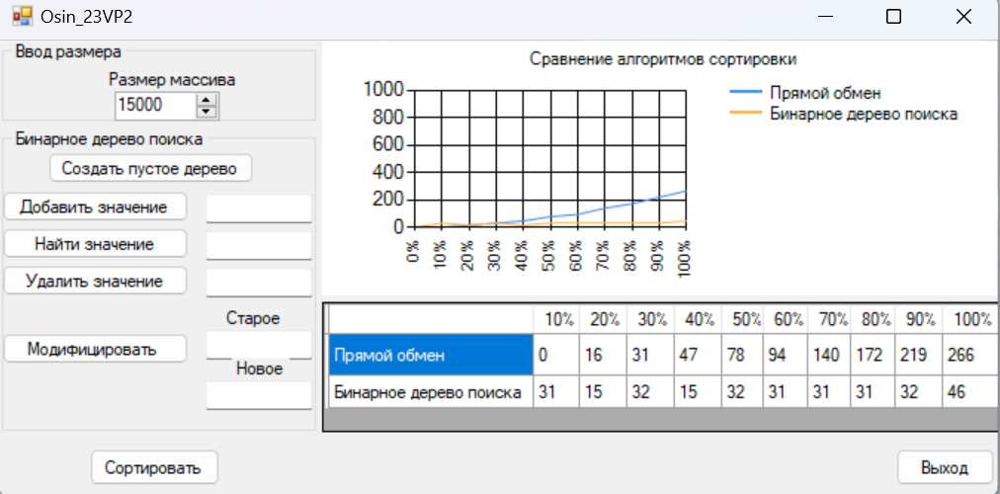 Osin_23VP2
Ввод размера
Размер массива
15000
Бинарное дерево поиска
Создать пустое дерево
Добавить значение
Найти значение
Удалить значение
Старое
Модифицировать
Новое
Сортировать
Сравнение алгоритмов сортировки
1000
800
600
400
200
0
0% 10% 20% 30% 40% 50% 60% 70% 80% 90% 100%
Прямой обмен
Бинарное дерево поиска
10% 20% 30% 40% 50% 60% 70% 80% 90% 100%
Прямой обмен 0 16 31 47 78 94 140 172 219 266
Бинарное дерево поиска 31 15 32 15 32 31 31 31 32 46
Выход